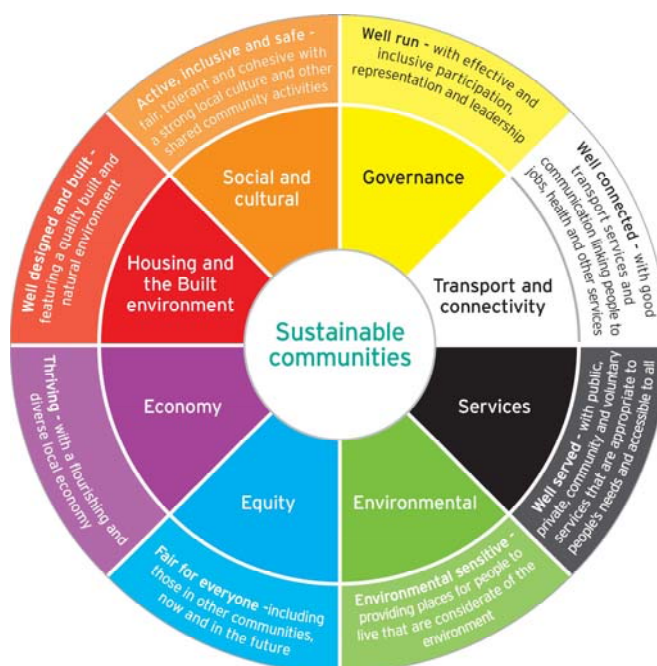 Active, inclusive and safe -
fair, tolerant and cohesive with
a strong local culture and other
shared community activities
Social and
cultural
Well run - with effective and
inclusive participation,
representation and leadership
Governance
Well connected - with good
transport services and
communication linking people to
jobs, health and other services
Transport and
connectivity
Well served - with public,
private, community and voluntary
services that are appropriate to
people's needs and accessible to all
Services
Environmental sensitive -
providing places for people to
live that are considerate of the
environment
Environmental
Fair for everyone -including
those in other communities,
now and in the future
Equity
Thriving - with a flourishing and
diverse local economy
Economy
Well designed and built -
featuring a quality built and
natural environment
Housing and
the Built
environment
Sustainable
communities